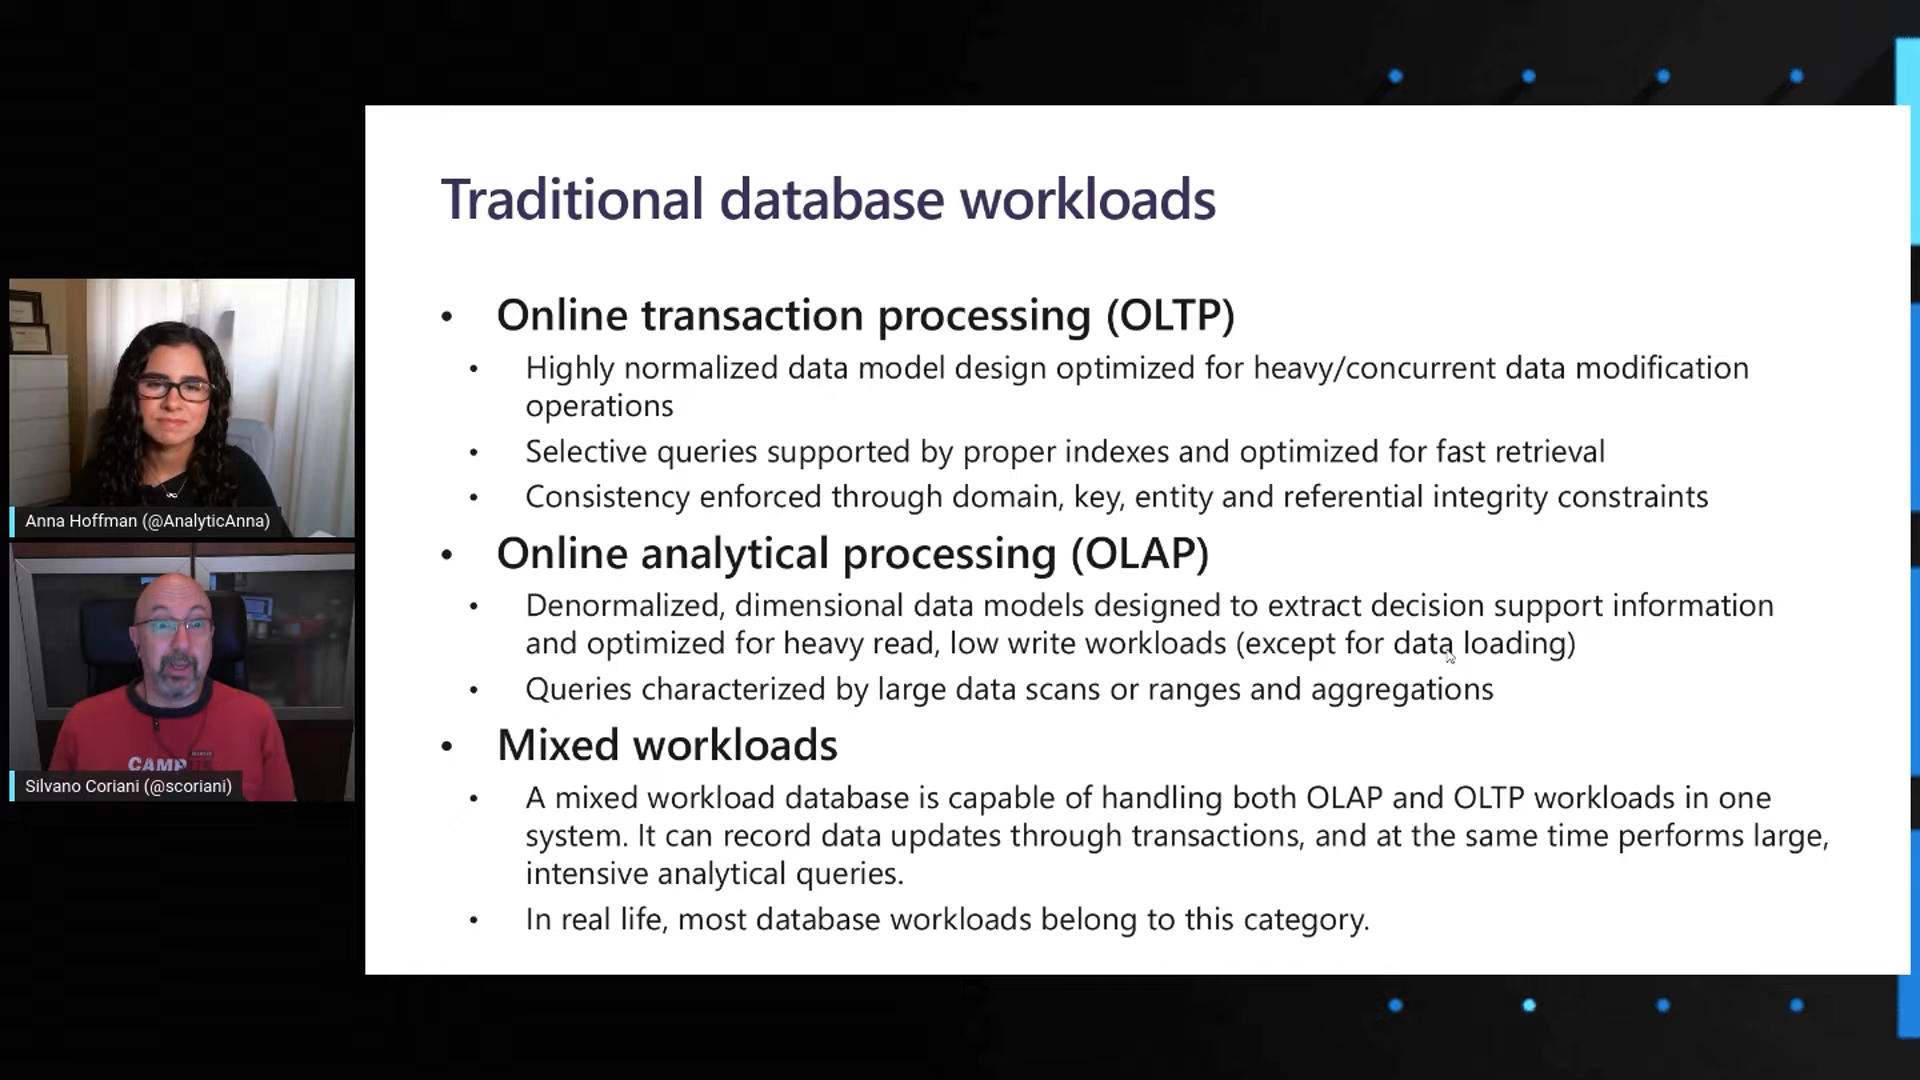 Traditional database workloads
• Online transaction processing (OLTP)
• Highly normalized data model design optimized for heavy/concurrent data modification
operations
• Selective queries supported by proper indexes and optimized for fast retrieval
• Consistency enforced through domain, key, entity and referential integrity constraints
• Online analytical processing (OLAP)
• Denormalized, dimensional data models designed to extract decision support information
and optimized for heavy read, low write workloads (except for data loading)
• Queries characterized by large data scans or ranges and aggregations
• Mixed workloads
• A mixed workload database is capable of handling both OLAP and OLTP workloads in one
system. It can record data updates through transactions, and at the same time performs large,
intensive analytical queries.
• In real life, most database workloads belong to this category.
Anna Hoffman (@AnalyticAnna)
CAMP
Silvano Coriani (@scoriani)